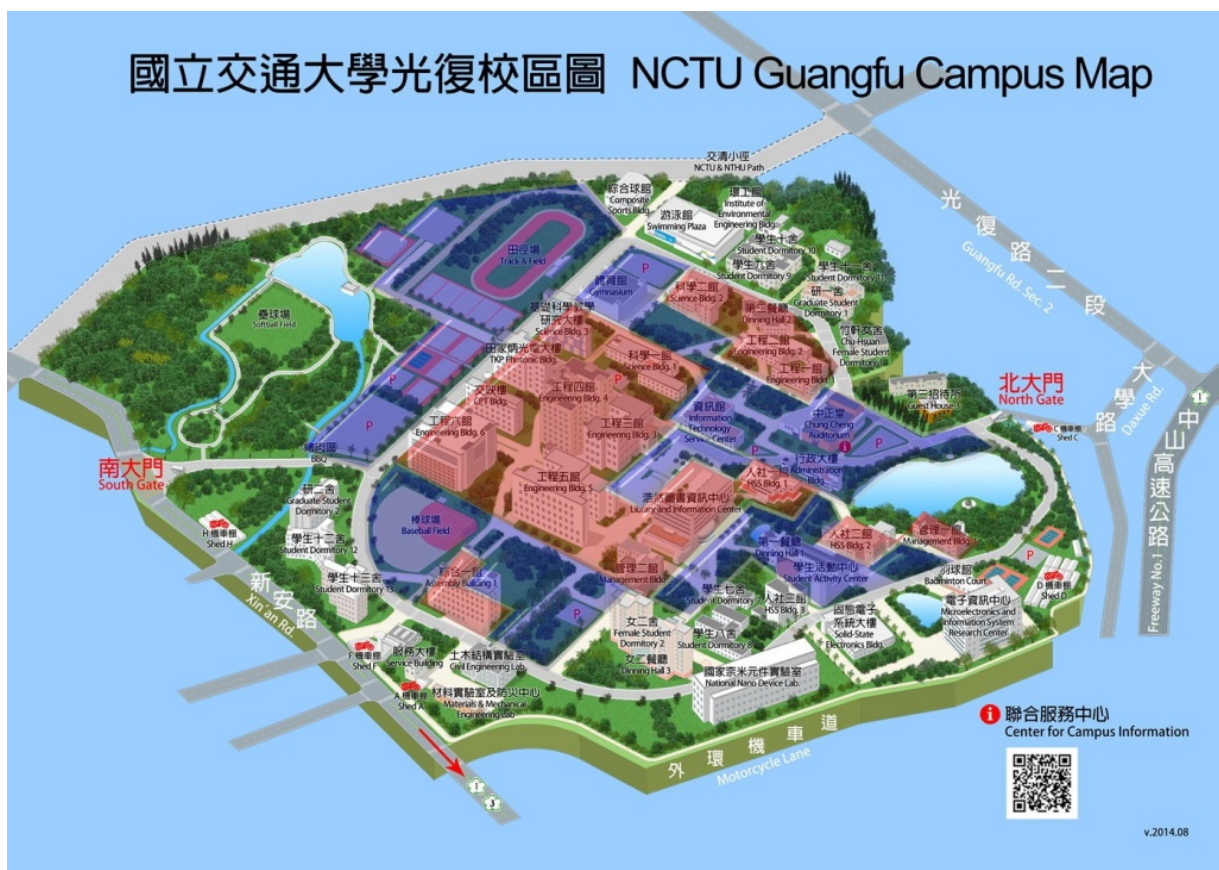 國立交通大學光復校區圖 NCTU Guangfu Campus Map
交清小徑
NCTU & NTHU Path
光復路二段
Guangfu Rd. Sec. 2
綜合球館
Composite
Sports Bldg.
環工館
Institute of
Environmental
Engineering Bldg.
游泳館
Swimming Plaza
田徑場
Track & Field
學生十舍
Student Dormitory 10
學生九舍
Student Dormitory 9
學生十一舍
Student Dormitory 11
體育館
Gymnasium
P
科學二館
Science Bldg. 2
研一舍
Graduate Student
Dormitory 1
第二餐廳
Dinning Hall 2
竹軒女舍
Chu-Hsuan
Female Student
Dormitory 1
壘球場
Softball Field
基礎科學教學
研究大樓
Science Bldg. 3
田家炳光電大樓
TKP Photonic Bldg.
科學一館
Science Bldg. 1
工程二館
Engineering Bldg. 2
工程一館
Engineering Bldg. 1
P
P
交映樓
CPT Bldg.
工程四館
Engineering Bldg. 4
第三招待所
Guest House 3
北大門
North Gate
C 機車棚
Shed C
大學路
Daxue Rd.
中山高速公路
Freeway No.1
1
P
工程六館
Engineering Bldg. 6
工程三館
Engineering Bldg. 3
資訊館
Information
Technology
Service Center
中正堂
Chung Cheng
Auditorium
P
烤肉區
BBQ
南大門
South Gate
工程五館
Engineering Bldg. 5
P
行政大樓
Administration
Bldg.
人社一館
HSS Bldg. 1
浩然圖書資訊中心
Library and Information Center
研二舍
Graduate Student
Dormitory 2
棒球場
Baseball Field
H 機車棚
Shed H
學生十二舍
Student Dormitory 12
第一餐廳
Dinning Hall 1
人社二館
HSS Bldg. 2
管理一館
Management Bldg. 1
P
學生十三舍
Student Dormitory 13
綜合一館
Assembly Building 1
管理二館
Management Bldg.
學生活動中心
Student Activity Center
羽球館
Badminton Court
D 機車棚
Shed D
新安路
Xin'an Rd.
P
學生七舍
Student Dormitory 7
人社三館
HSS Bldg. 3
固態電子
系統大樓
Solid-State
Electronics Bldg.
電子資訊中心
Microelectronics and
Information System
Research Center
女二舍
Female Student
Dormitory 2
學生八舍
Student Dormitory 8
F 機車棚
Shed F
服務大樓
Service Building
土木結構實驗室
Civil Engineering Lab.
女二餐廳
Dinning Hall 3
國家奈米元件實驗室
National Nano Device Lab.
A 機車棚
Shed A
材料實驗室及防火中心
Materials & Mechanical
Engineering Lab
外環機車道
Motorcycle Lane
1
3
i 聯合服務中心
Center for Campus Information
v.2014.08